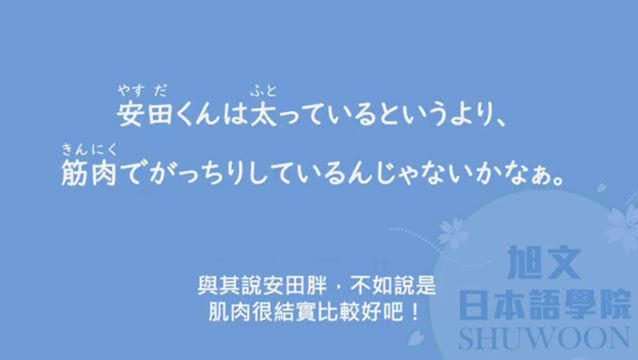 やす だ ふと
安田くんは太っているというより、
きんにく
筋肉でがっちりしているんじゃないかなぁ。
與其說安田胖，不如說是
肌肉很結實比較好吧！
旭文
日本語學院
SHUWOON